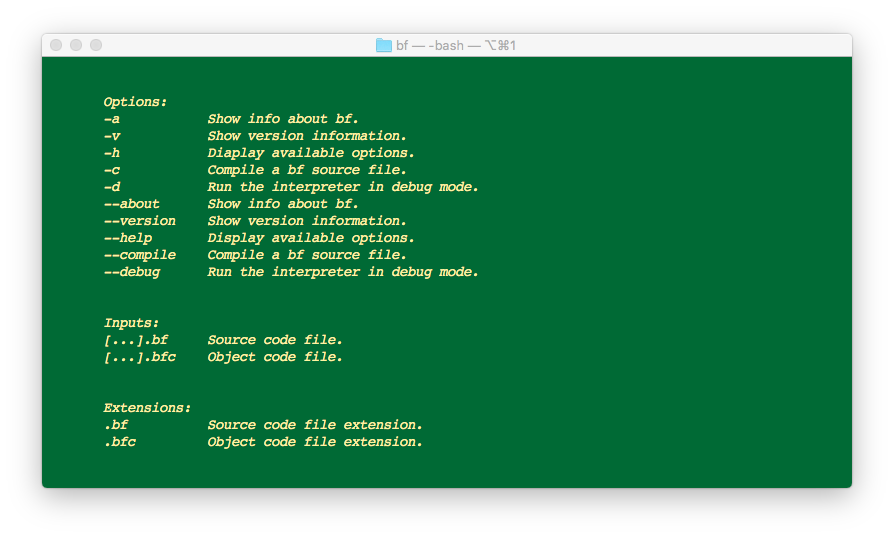 bf — -bash — ⌥⌘1
Options:
-a Show info about bf.
-v Show version information.
-h Diaplay available options.
-c Compile a bf source file.
-d Run the interpreter in debug mode.
--about Show info about bf.
--version Show version information.
--help Display available options.
--compile Compile a bf source file.
--debug Run the interpreter in debug mode.
Inputs:
[...].bf Source code file.
[...].bfc Object code file.
Extensions:
.bf Source code file extension.
.bfc Object code file extension.